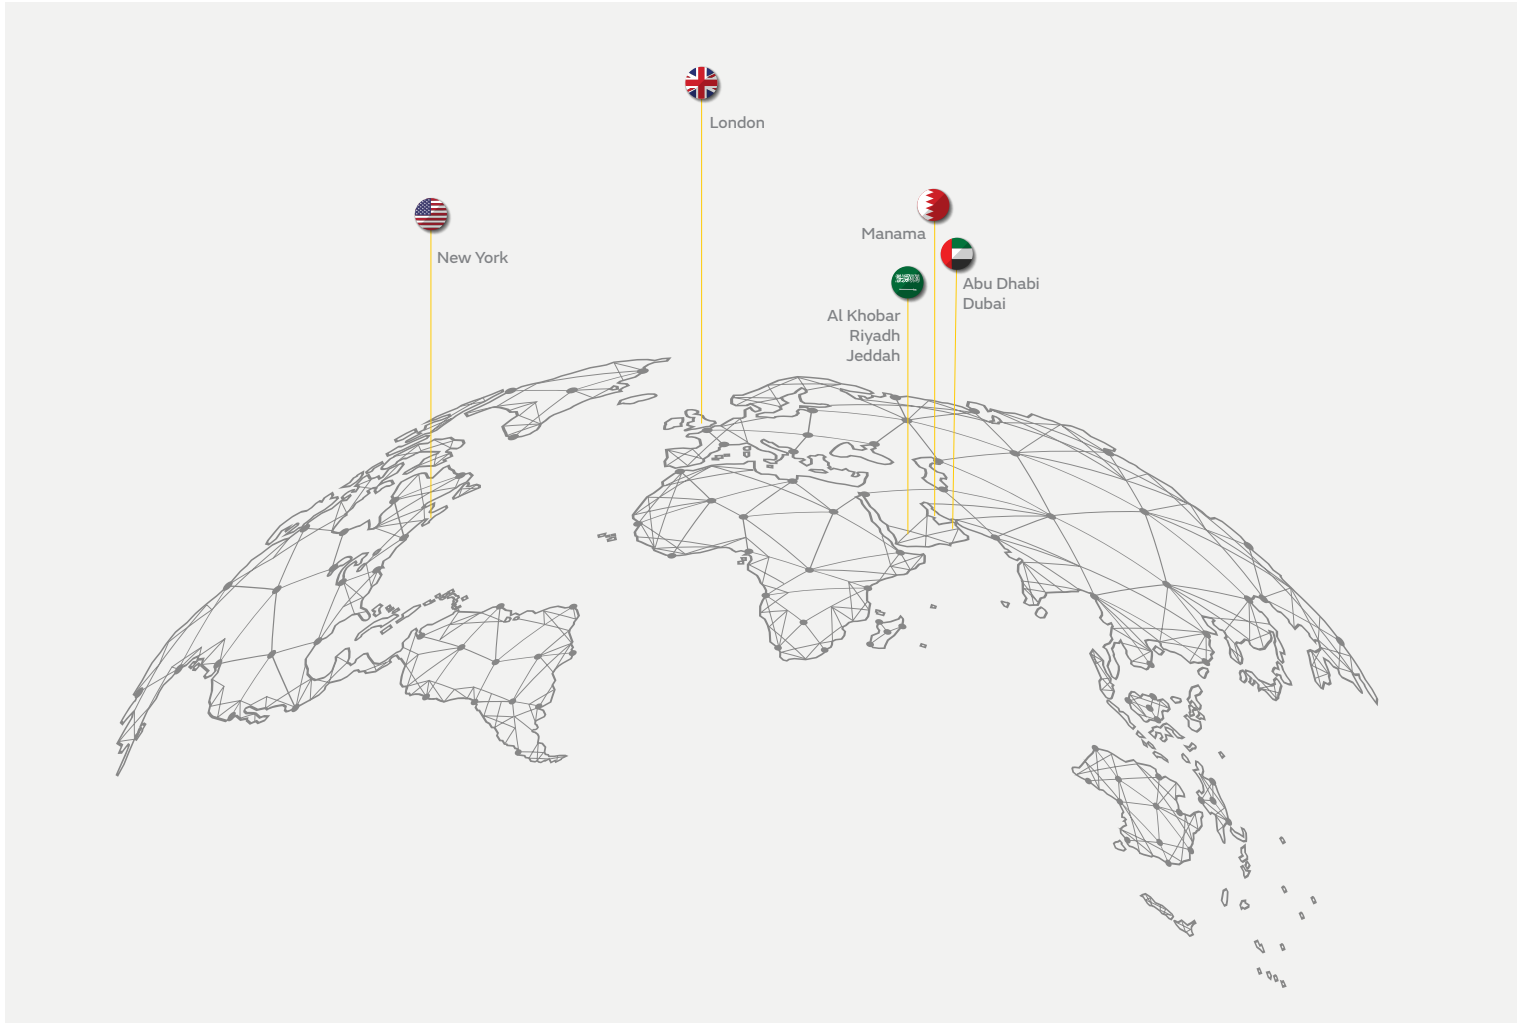 London
Manama
New York
Abu Dhabi
Dubai
Al Khobar
Riyadh
Jeddah